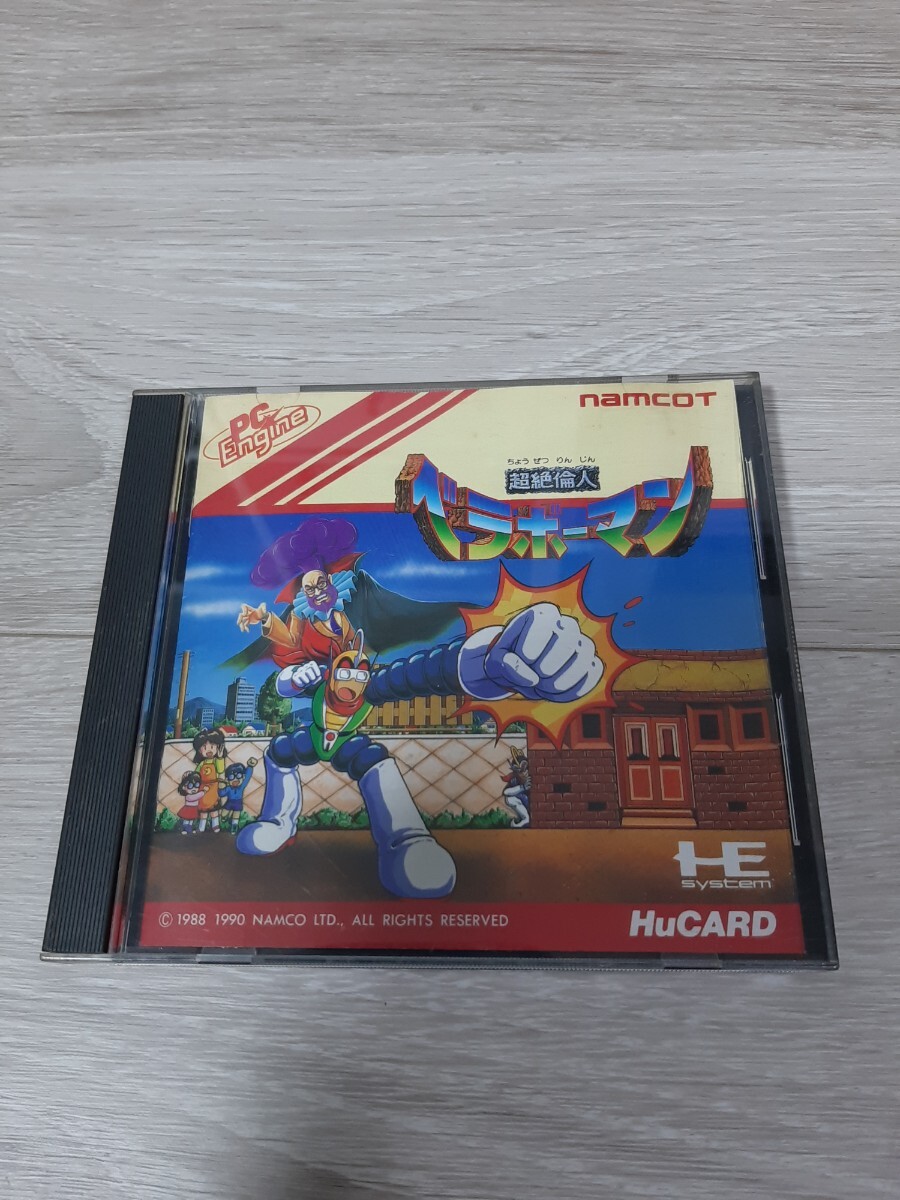 PC Engine
namcoT
ちょう ぜつ りん じん
超絶倫人
ベラボーマン
HE
system
© 1988 1990 NAMCO LTD., ALL RIGHTS RESERVED
HuCARD